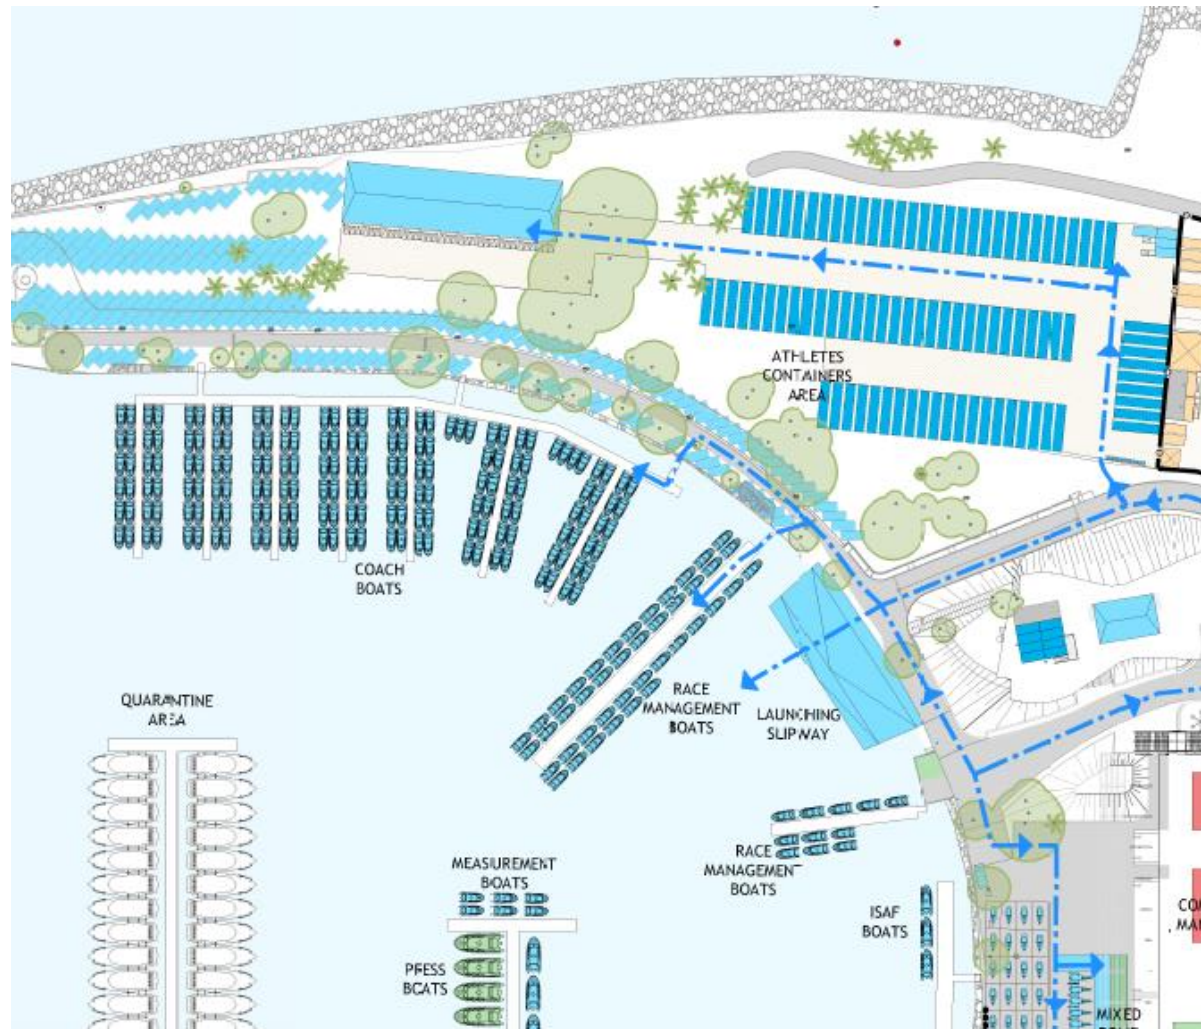 ATHLETES
CONTAINERS
AREA
COACH
BOATS
QUARANTINE
AREA
RACE
MANAGEMENT
BOATS
LAUNCHING
SLIPWAY
RACE
MANAGEMENT
BOATS
MEASUREMENT
BOATS
ISAF
BOATS
PRESS
BOATS
MIXED